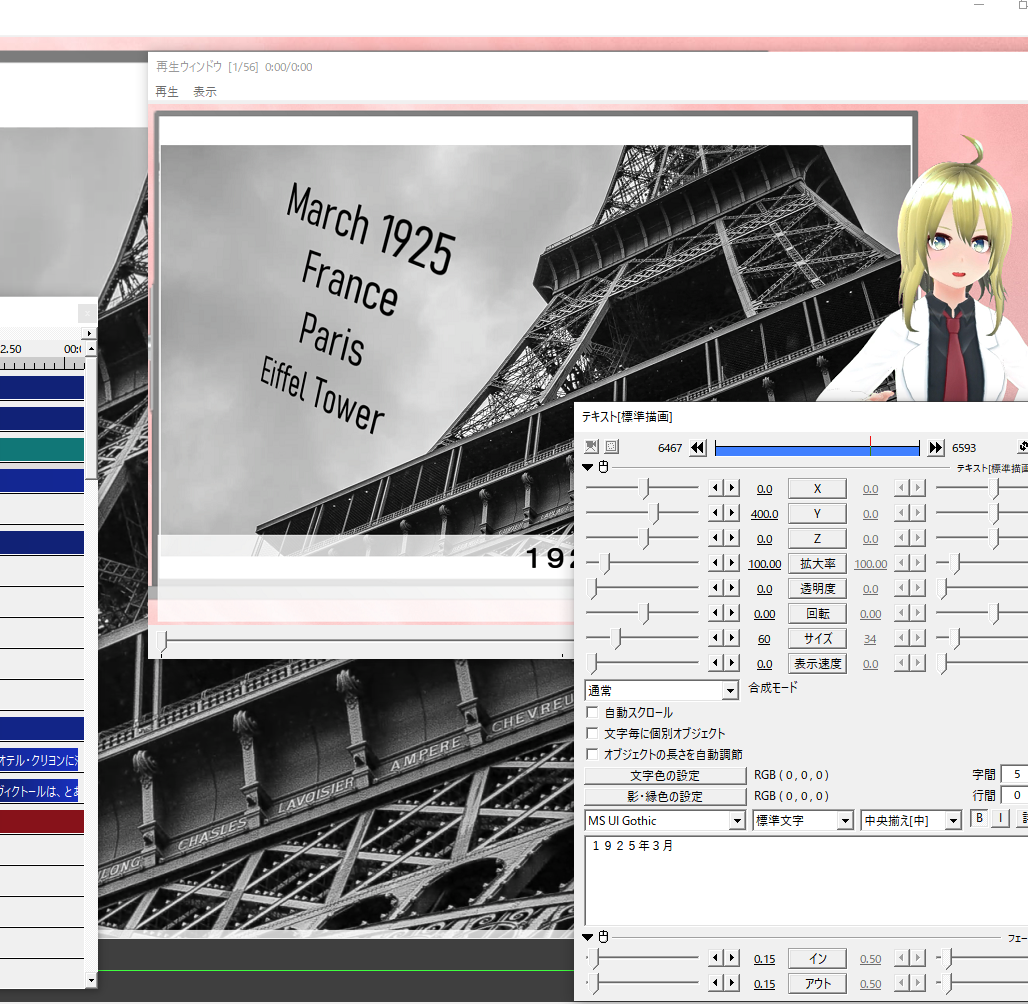 再生ウィンドウ [1/56] 0:00/0:00
再生 表示
March 1925
France
Paris
Eiffel Tower
192
2.50 00:0
オテル・クリヨンに
ヴィクトールは、とあ
LONG CHASLES LAVOISIER AMPERE CHEVREU
テキスト[標準描画]
6467 6593
テキスト[標準描画
0.0 X 0.0
400.0 Y 0.0
0.0 Z 0.0
100.00 拡大率 100.00
0.0 透明度 0.0
0.00 回転 0.00
60 サイズ 34
0.0 表示速度 0.0
通常 合成モード
自動スクロール
文字毎に個別オブジェクト
オブジェクトの長さを自動調節
文字色の設定 RGB ( 0 , 0 , 0 ) 字間 5
影・縁色の設定 RGB ( 0 , 0 , 0 ) 行間 0
MS UI Gothic 標準文字 中央揃え[中] B I
１９２５年３月
フェー
0.15 イン 0.50
0.15 アウト 0.50